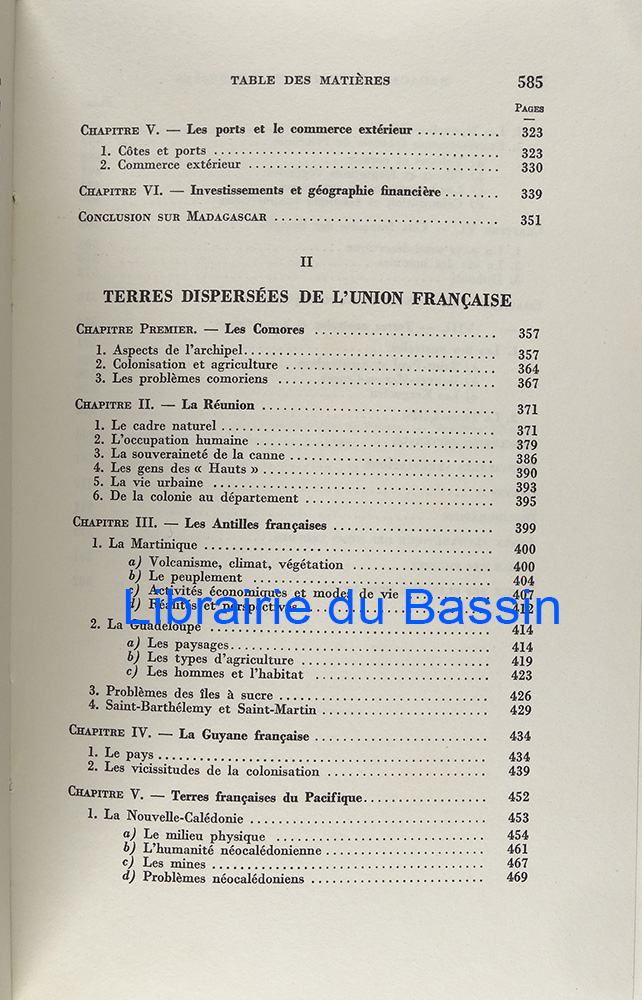 TABLE DES MATIÈRES 585
PAGES
CHAPITRE V. — Les ports et le commerce extérieur ........... 323
1. Côtes et ports ........................................ 323
2. Commerce extérieur ................................... 330
CHAPITRE VI. — Investissements et géographie financière ........ 339
CONCLUSION SUR MADAGASCAR ................................ 351
II
TERRES DISPERSÉES DE L'UNION FRANÇAISE
CHAPITRE PREMIER. — Les Comores .......................... 357
1. Aspects de l'archipel.................................... 357
2. Colonisation et agriculture .............................. 364
3. Les problèmes comoriens ............................... 367
CHAPITRE II. — La Réunion ................................. 371
1. Le cadre naturel ....................................... 371
2. L'occupation humaine .................................. 379
3. La souveraineté de la canne ............................. 386
4. Les gens des « Hauts » ................................. 390
5. La vie urbaine ........................................ 393
6. De la colonie au département ........................... 395
CHAPITRE III. — Les Antilles françaises ....................... 399
1. La Martinique ......................................... 400
a) Volcanisme, climat, végétation .................... 400
b) Le peuplement .................................. 404
c) Activités économiques et modes de vie ............. 407
d) Réalités et perspectives ........................... 412
Librairie du Bassin
2. La Guadeloupe ........................................ 414
a) Les paysages..................................... 414
b) Les types d'agriculture ........................... 419
c) Les hommes et l'habitat .......................... 423
3. Problèmes des îles à sucre ............................... 426
4. Saint-Barthélemy et Saint-Martin ........................ 429
CHAPITRE IV. — La Guyane française ......................... 434
1. Le pays .............................................. 434
2. Les vicissitudes de la colonisation ........................ 439
CHAPITRE V. — Terres françaises du Pacifique.................. 452
1. La Nouvelle-Calédonie .................................. 453
a) Le milieu physique ............................... 454
b) L'humanité néocalédonienne ....................... 461
c) Les mines ....................................... 467
d) Problèmes néocalédoniens ......................... 469